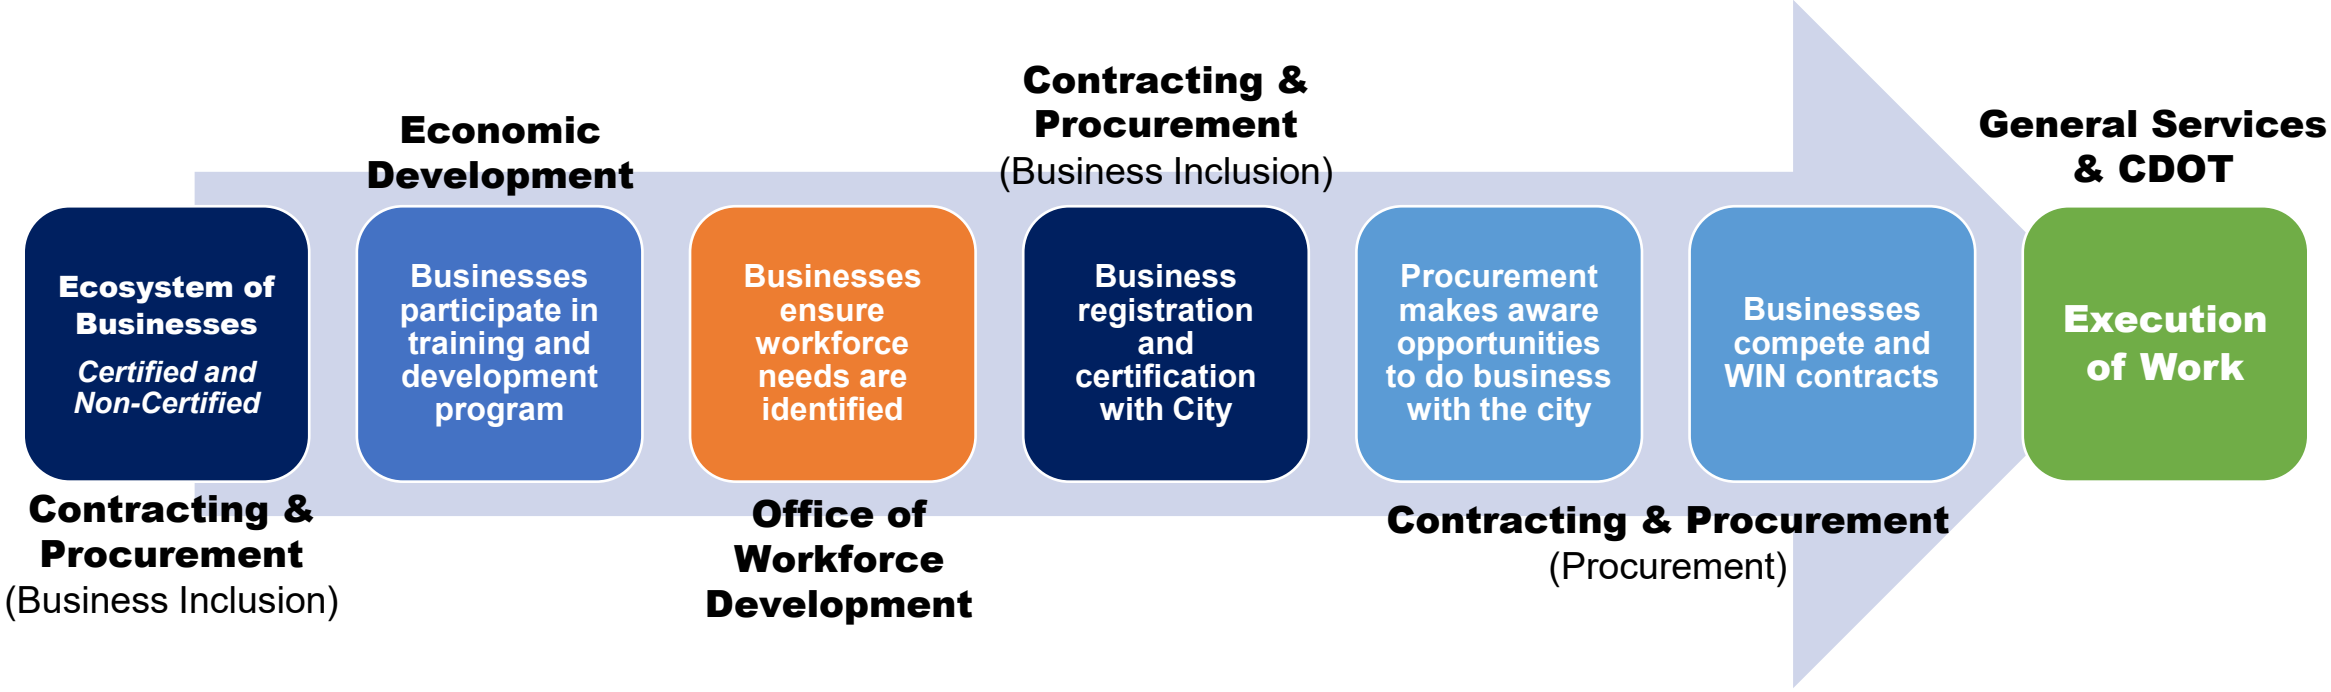 Ecosystem of
Businesses
Certified and
Non-Certified
Contracting &
Procurement
(Business Inclusion)
Economic
Development
Businesses
participate in
training and
development
program
Businesses
ensure
workforce
needs are
identified
Office of
Workforce
Development
Contracting &
Procurement
(Business Inclusion)
Business
registration
and
certification
with City
Procurement
makes aware
opportunities
to do business
with the city
Businesses
compete and
WIN contracts
Contracting & Procurement
(Procurement)
General Services
& CDOT
Execution
of Work